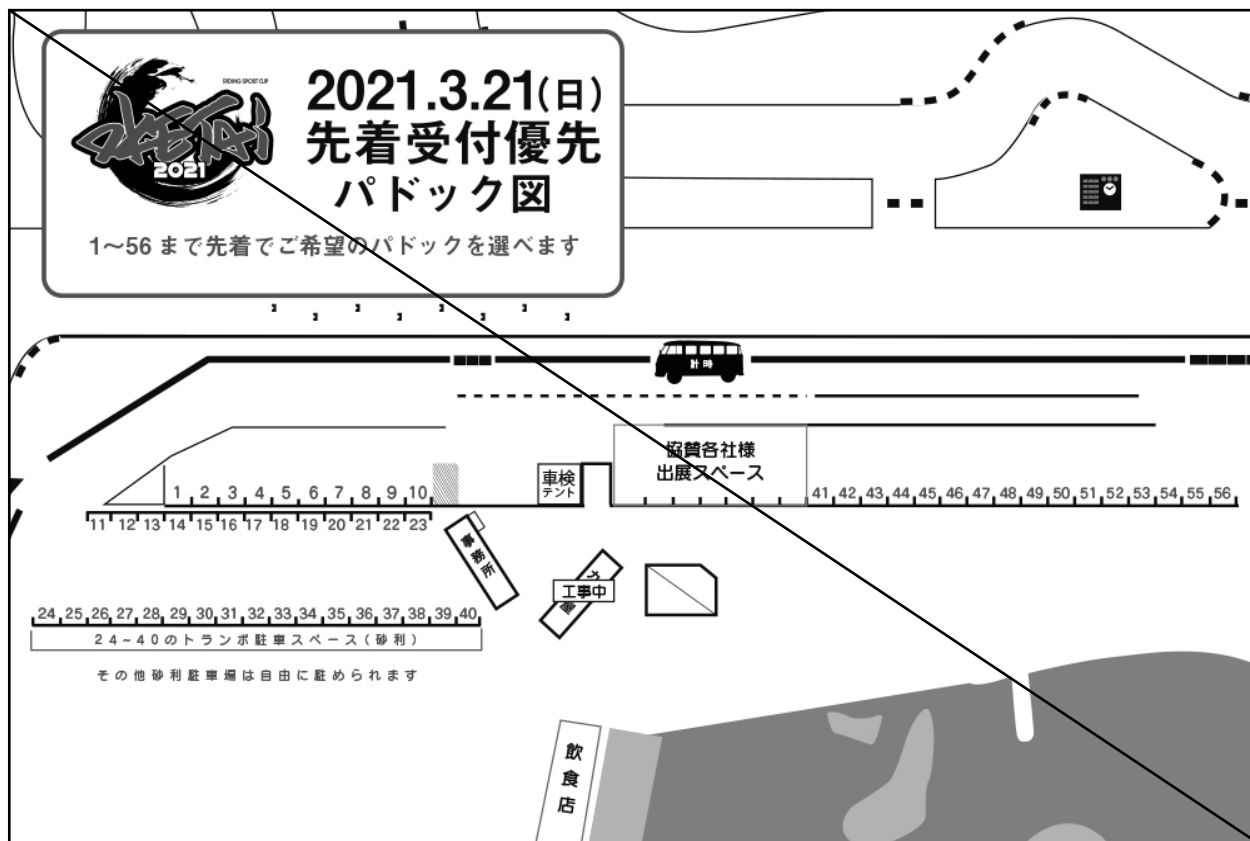 RIDING SPORT CUP
2021
2021.3.21(日)
先着受付優先
パドック図
1〜56 まで先着でご希望のパドックを選べます
計時
協賛各社様
出展スペース
車検
テント
1 2 3 4 5 6 7 8 9 10
41 42 43 44 45 46 47 48 49 50 51 52 53 54 55 56
11 12 13 14 15 16 17 18 19 20 21 22 23
事務所
工事中
24 25 26 27 28 29 30 31 32 33 34 35 36 37 38 39 40
24~40のトランポ駐車スペース(砂利)
その他砂利駐車場は自由に駐められます
飲食店